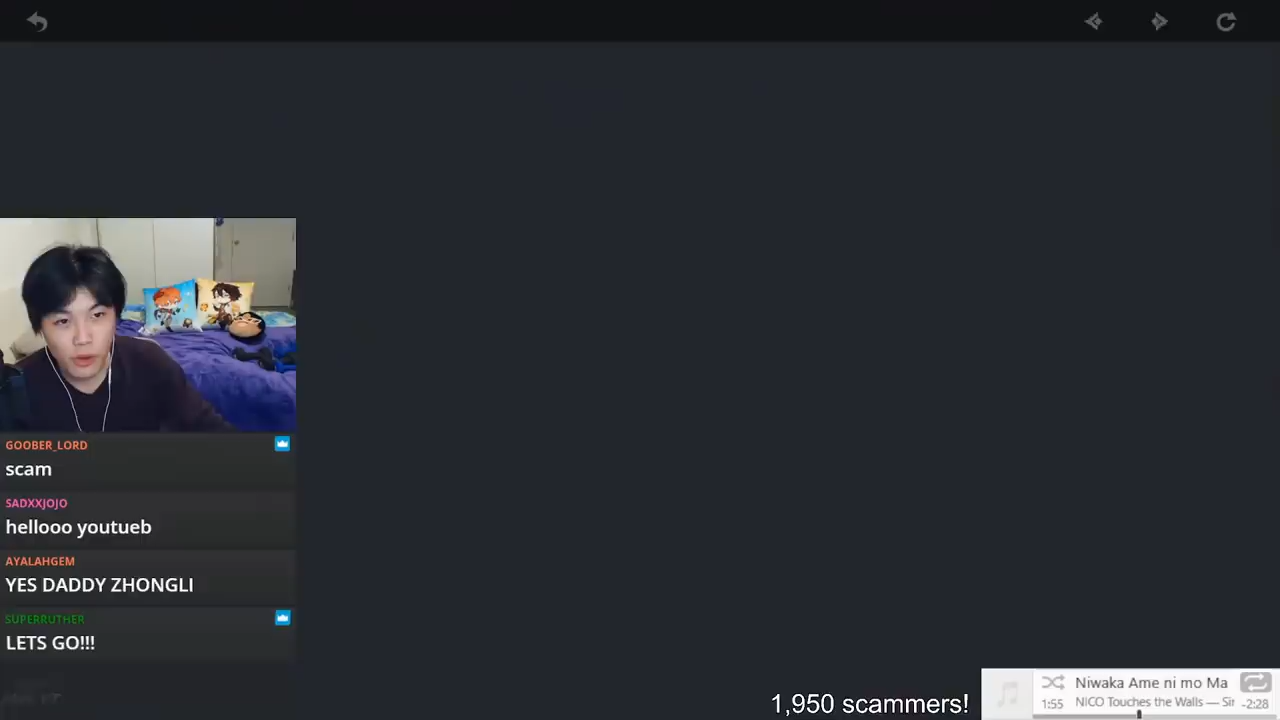 GOOBER_LORD
scam
SADXXJOJO
hellooo youtueb
AYALAHGEM
YES DADDY ZHONGLI
SUPERRUTHER
LETS GO!!!
1,950 scammers!
Niwaka Ame ni mo Ma
NICO Touches the Walls — Sir
1:55
-2:28